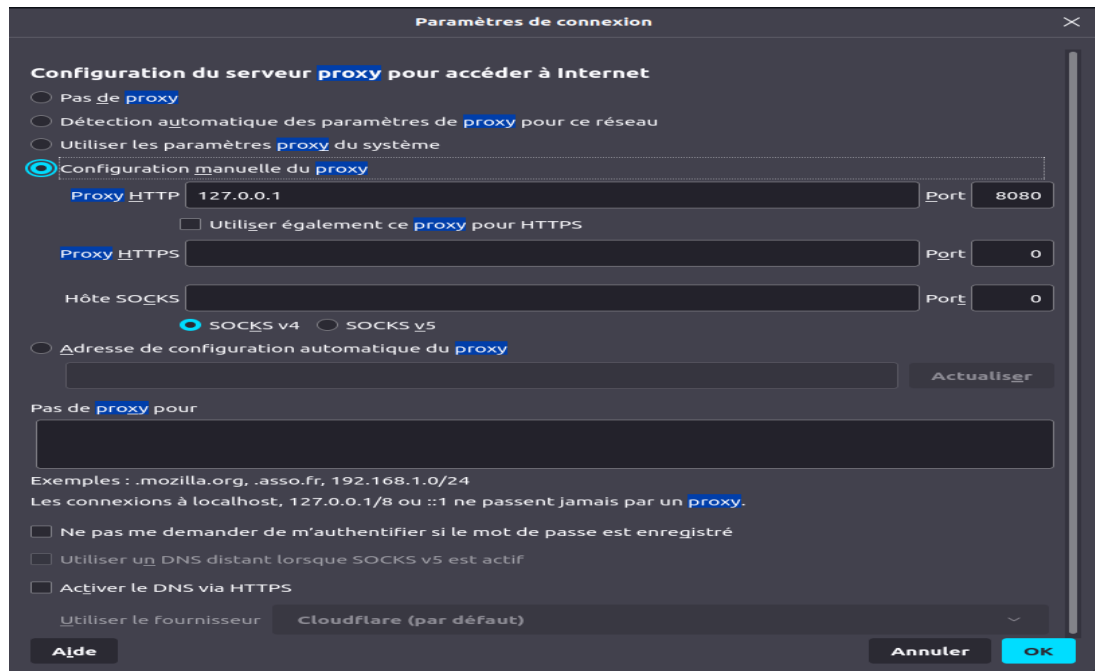 Paramètres de connexion
Configuration du serveur proxy pour accéder à Internet
Pas de proxy
Détection automatique des paramètres de proxy pour ce réseau
Utiliser les paramètres proxy du système
Configuration manuelle du proxy
Proxy HTTP 127.0.0.1 Port 8080
Utiliser également ce proxy pour HTTPS
Proxy HTTPS Port 0
Hôte SOCKS Port 0
SOCKS v4 SOCKS v5
Adresse de configuration automatique du proxy
Actualiser
Pas de proxy pour
Exemples : .mozilla.org, .asso.fr, 192.168.1.0/24
Les connexions à localhost, 127.0.0.1/8 ou ::1 ne passent jamais par un proxy.
Ne pas me demander de m’authentifier si le mot de passe est enregistré
Utiliser un DNS distant lorsque SOCKS v5 est actif
Activer le DNS via HTTPS
Utiliser le fournisseur Cloudflare (par défaut)
Aide Annuler OK